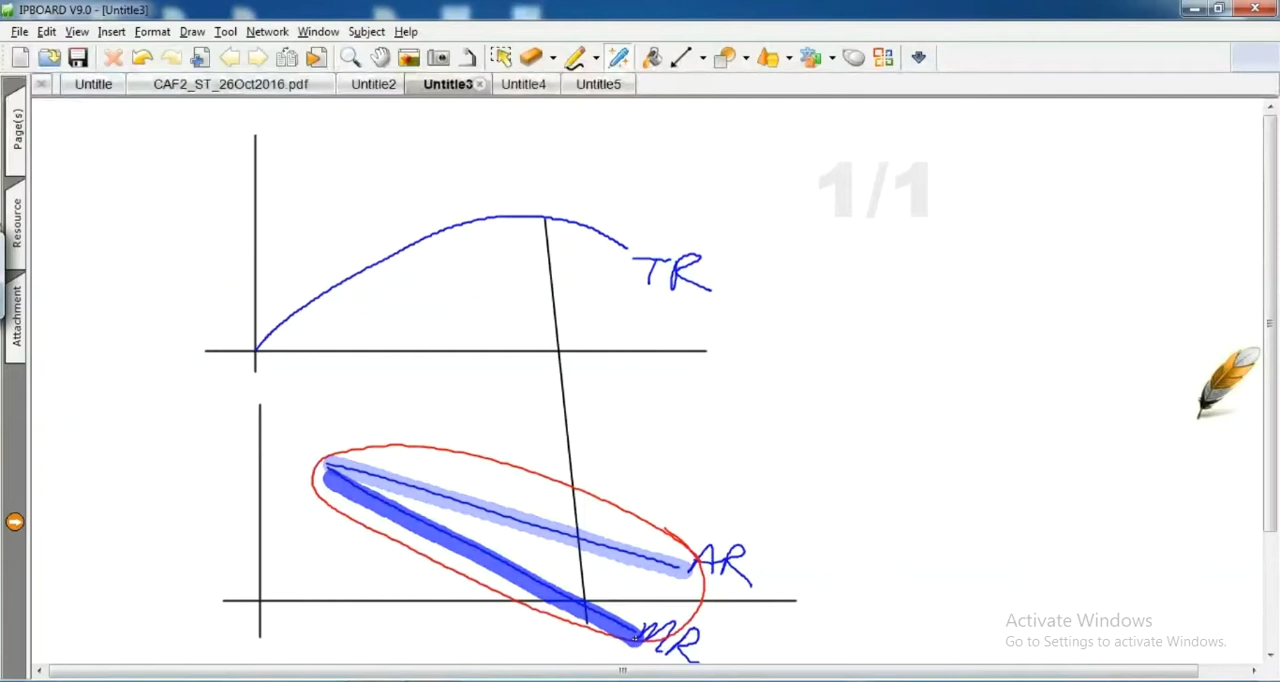 IPBOARD V9.0 - [Untitle3]
File Edit View Insert Format Draw Tool Network Window Subject Help
Untitle CAF2_ST_26Oct2016.pdf Untitle2 Untitle3 Untitle4 Untitle5
Page(s)
Resource
Attachment
1/1
TR
AR
MR
Activate Windows
Go to Settings to activate Windows.